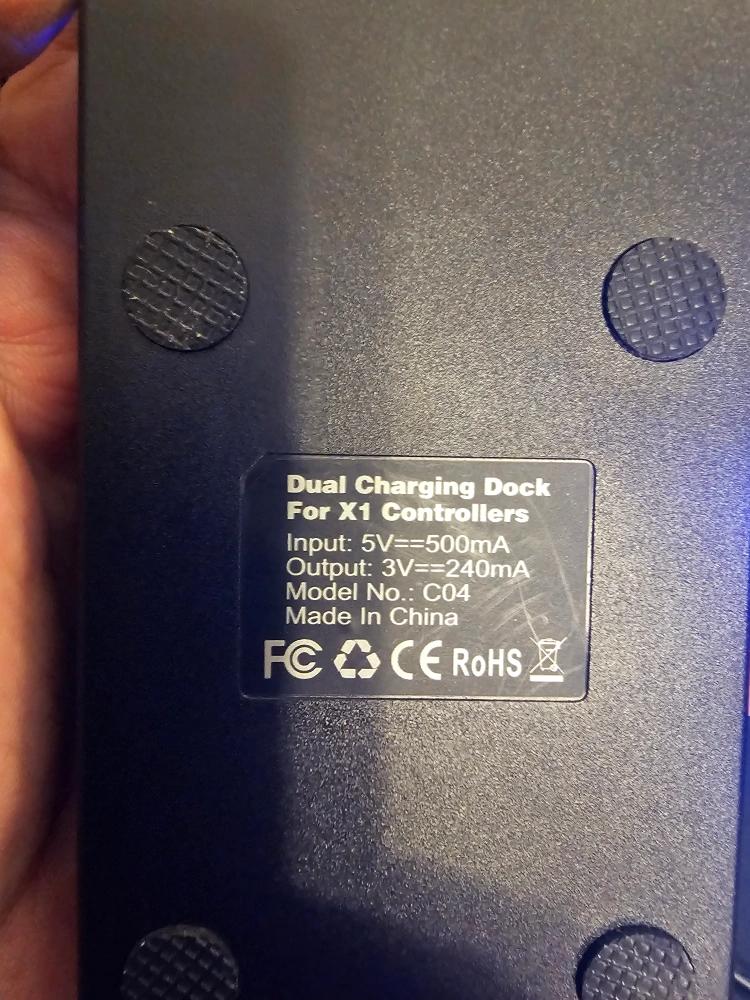 Dual Charging Dock
For X1 Controllers
Input: 5V==500mA
Output: 3V==240mA
Model No.: C04
Made In China
FC CE RoHS